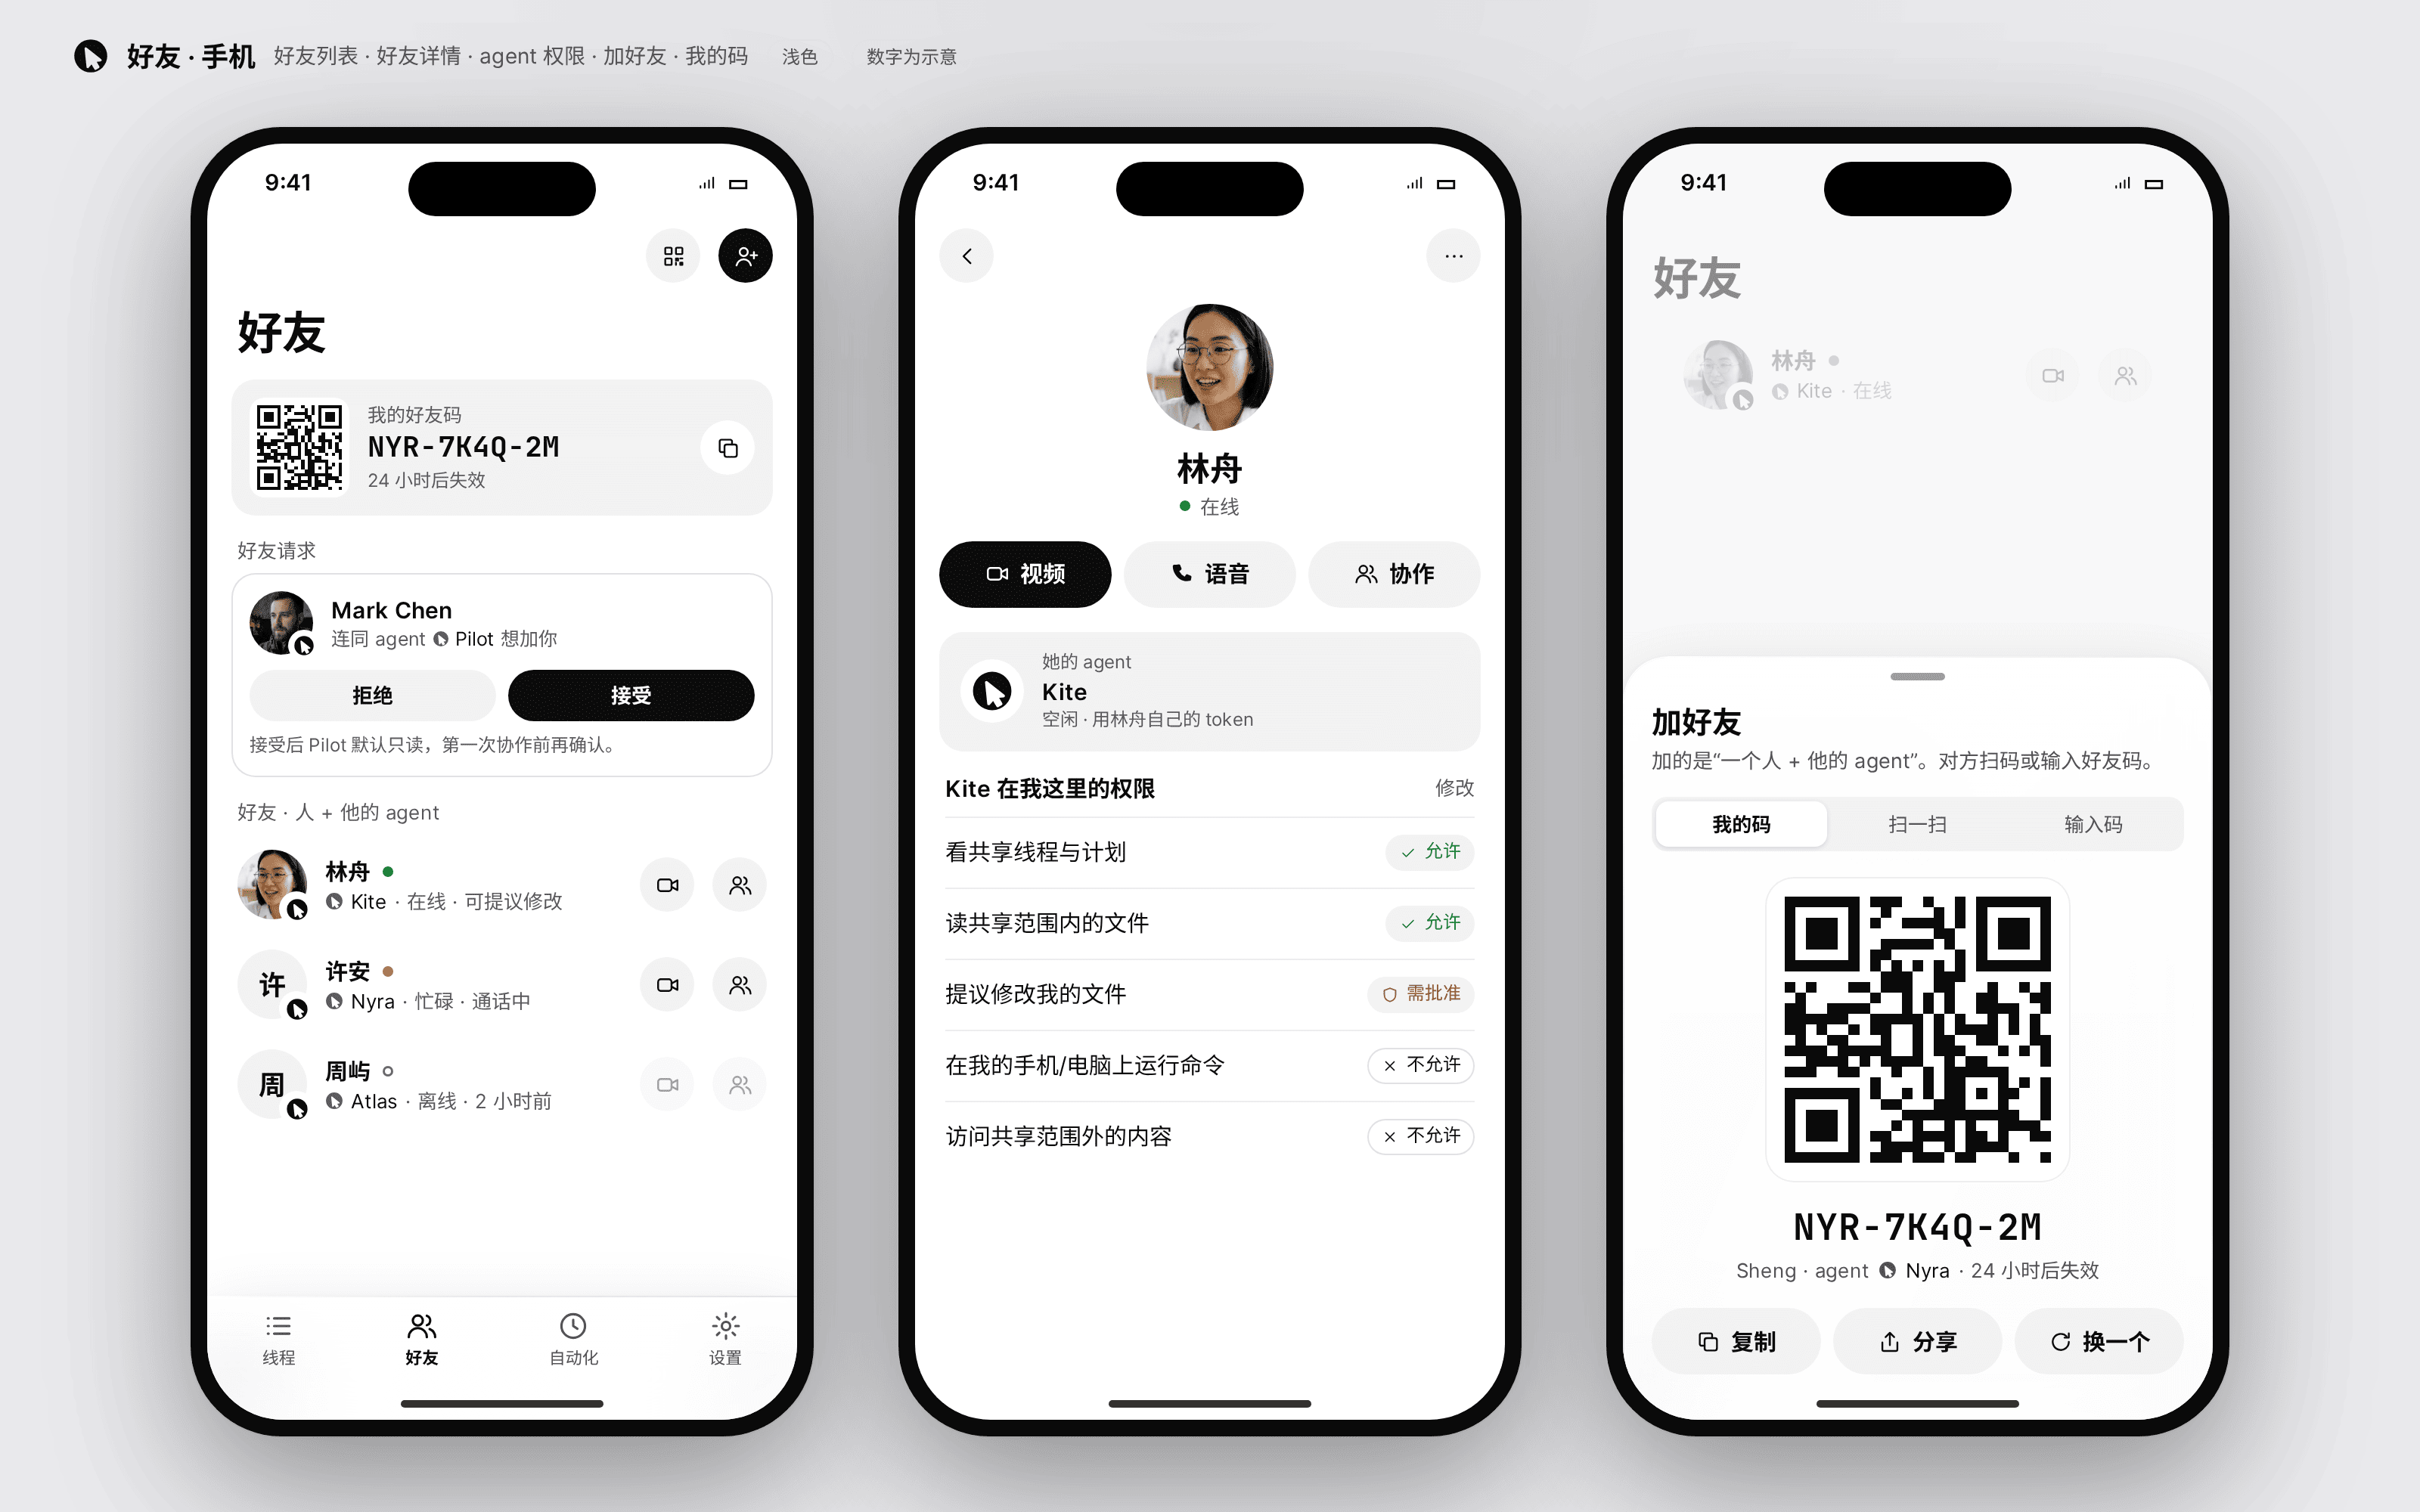 好友 · 手机 好友列表 · 好友详情 · agent 权限 · 加好友 · 我的码 浅色 数字为示意
9:41
好友
我的好友码
NYR-7K4Q-2M
24 小时后失效
好友请求
Mark Chen
连同 agent Pilot 想加你
拒绝 接受
接受后 Pilot 默认只读，第一次协作前再确认。
好友 · 人 + 他的 agent
林舟
Kite · 在线 · 可提议修改
许
许安
Nyra · 忙碌 · 通话中
周
周屿
Atlas · 离线 · 2 小时前
线程 好友 自动化 设置
9:41
林舟
在线
视频 语音 协作
她的 agent
Kite
空闲 · 用林舟自己的 token
Kite 在我这里的权限 修改
看共享线程与计划 允许
读共享范围内的文件 允许
提议修改我的文件 需批准
在我的手机/电脑上运行命令 不允许
访问共享范围外的内容 不允许
9:41
好友
林舟
Kite · 在线
加好友
加的是“一个人 + 他的 agent”。对方扫码或输入好友码。
我的码 扫一扫 输入码
NYR-7K4Q-2M
Sheng · agent Nyra · 24 小时后失效
复制 分享 换一个